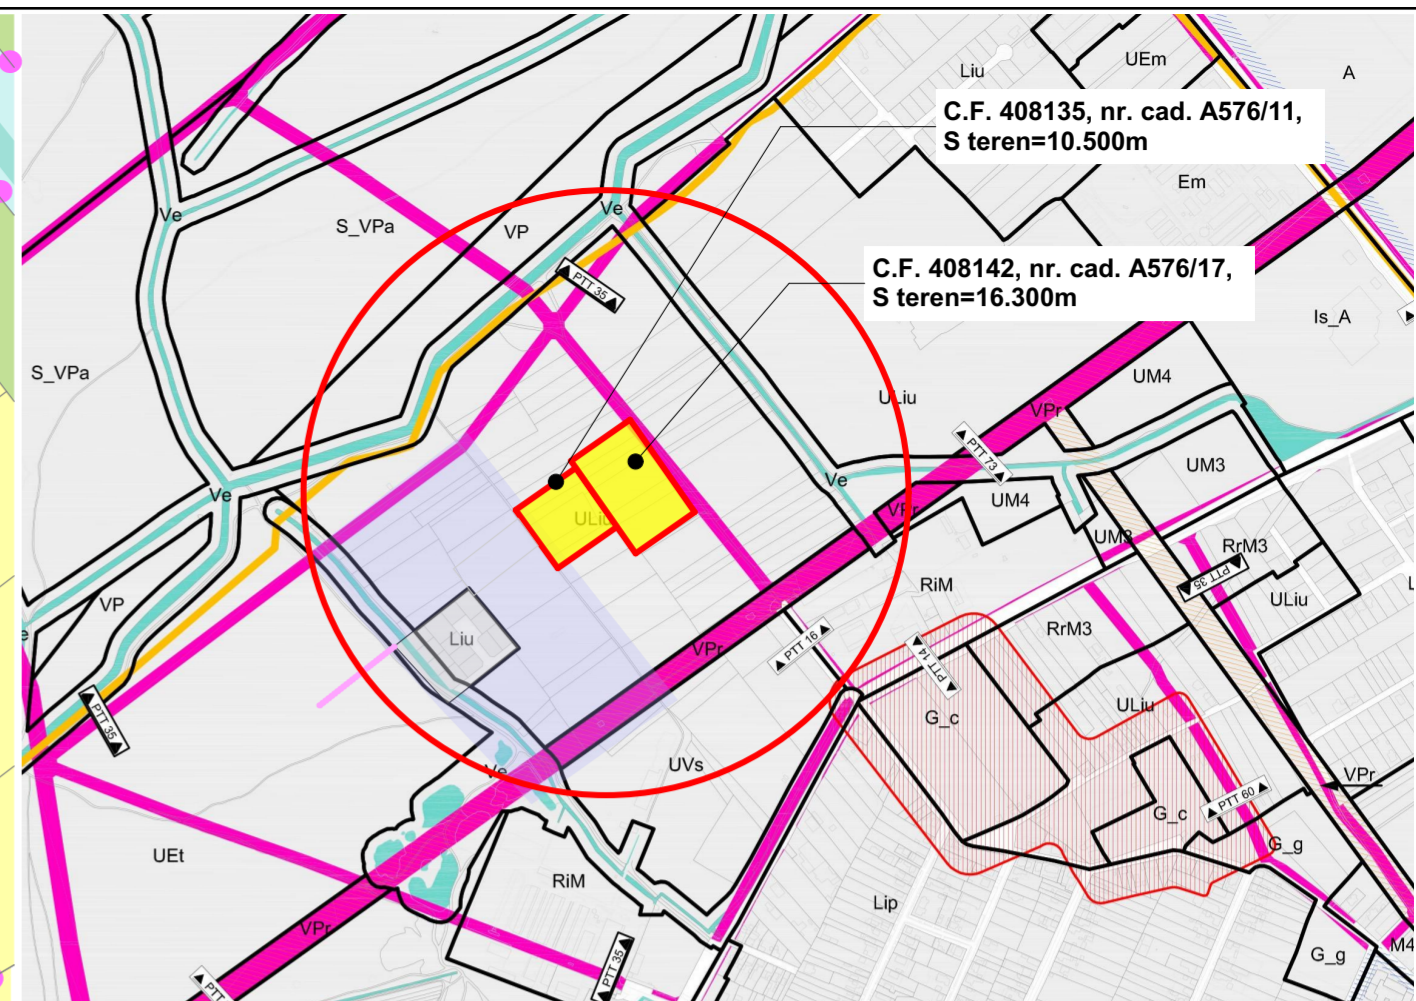 Liu
UEm
A
C.F. 408135, nr. cad. A576/11,
S teren=10.500m
Em
Ve
Ve
S_VPa
VP
C.F. 408142, nr. cad. A576/17,
S teren=16.300m
PTT 35
Is_A
S_VPa
UM4
ULiu
VPr
PTT 73
UM3
Ve
Ve
UM4
VPr
ULiu
UM3
RrM3
PTT 35
RiM
ULiu
VP
RrM3
Liu
PTT 16
VPr
PTT 14
PTT 35
G_c
ULiu
Ve
UVs
VPr
PTT 60
G_c
UEt
G_g
RiM
Lip
VPr
PTT 35
G_g
M4
PTT